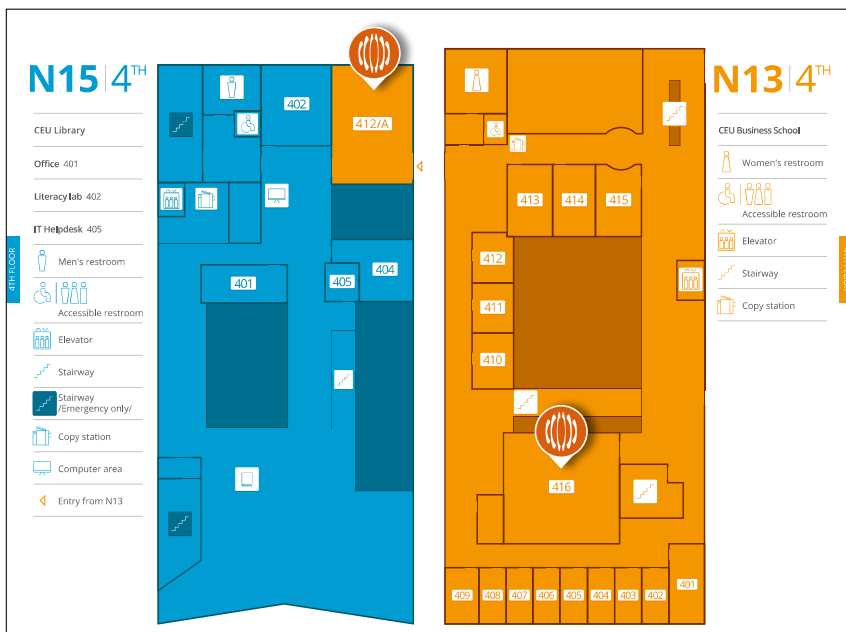 N15 | 4TH
CEU Library
Office 401
Literacy lab 402
IT Helpdesk 405
Men's restroom
Accessible restroom
Elevator
Stairway
Stairway
/Emergency only/
Copy station
Computer area
Entry from N13
4TH FLOOR
402
412/A
401
405
404
N13 | 4TH
CEU Business School
Women's restroom
Accessible restroom
Elevator
Stairway
Copy station
413
414
415
412
411
410
416
409
408
407
406
405
404
403
402
401